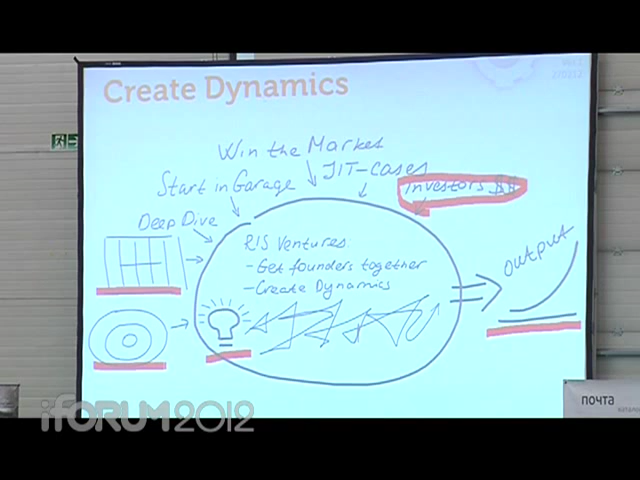 Create Dynamics
270212
Win the Market
JIT-Cases
Start in Garage
Investors $$
Deep Dive
RIS Ventures
- Get founders together
- Create Dynamics
OUTPUT
iFORUM2012
почта